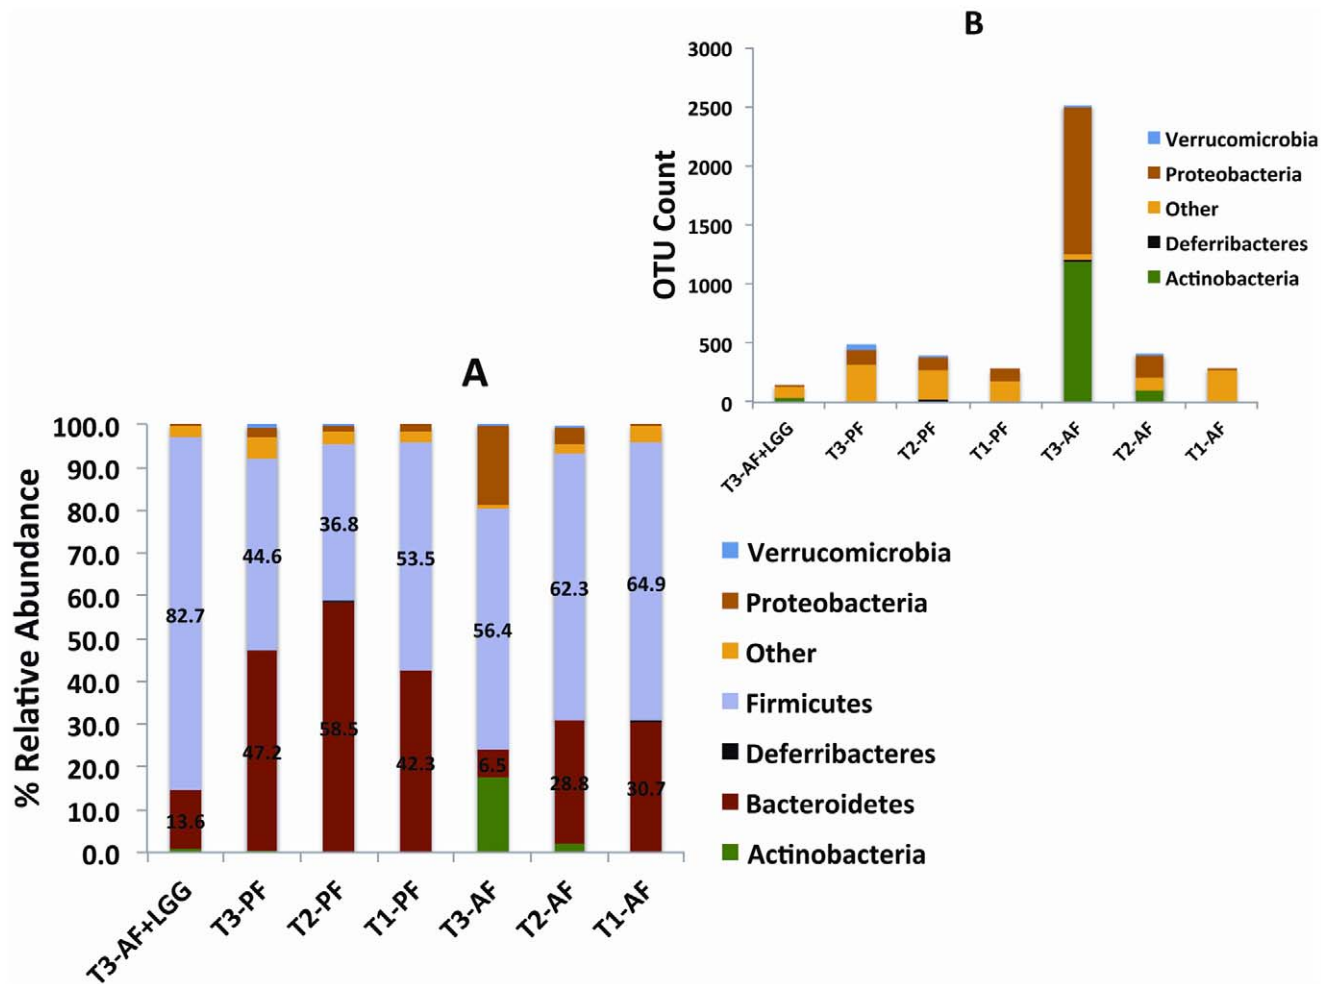 B
OTU Count
3000
2500
2000
1500
1000
500
0
T3-AF+LGG
T3-PF
T2-PF
T1-PF
T3-AF
T2-AF
T1-AF
Verrucomicrobia
Proteobacteria
Other
Deferribacteres
Actinobacteria
A
% Relative Abundance
100.0
90.0
80.0
70.0
60.0
50.0
40.0
30.0
20.0
10.0
0.0
82.7
13.6
44.6
47.2
36.8
58.5
53.5
42.3
56.4
6.5
62.3
28.8
64.9
30.7
T3-AF+LGG
T3-PF
T2-PF
T1-PF
T3-AF
T2-AF
T1-AF
Verrucomicrobia
Proteobacteria
Other
Firmicutes
Deferribacteres
Bacteroidetes
Actinobacteria